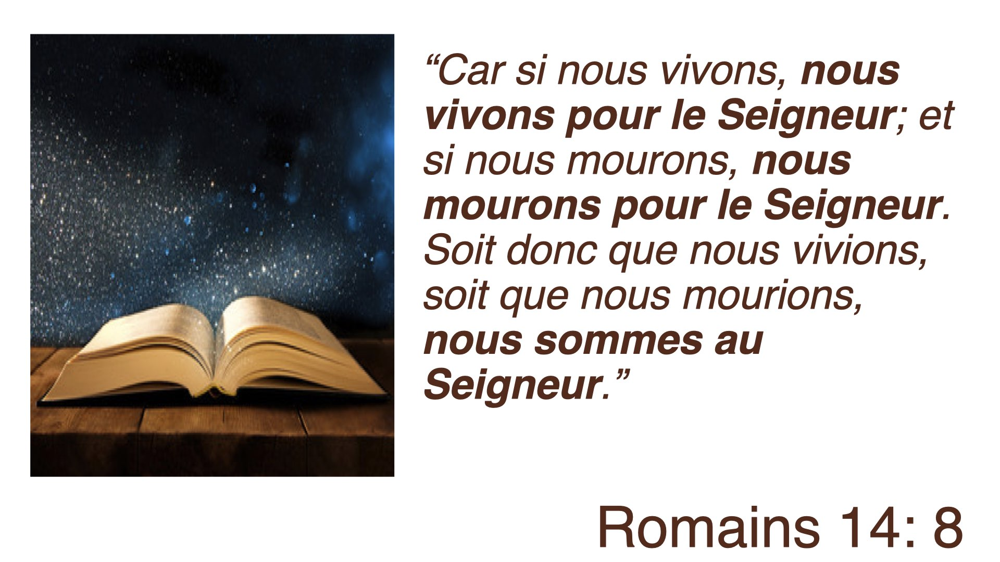 “Car si nous vivons, nous
vivons pour le Seigneur; et
si nous mourons, nous
mourons pour le Seigneur.
Soit donc que nous vivions,
soit que nous mourions,
nous sommes au
Seigneur.”
Romains 14: 8